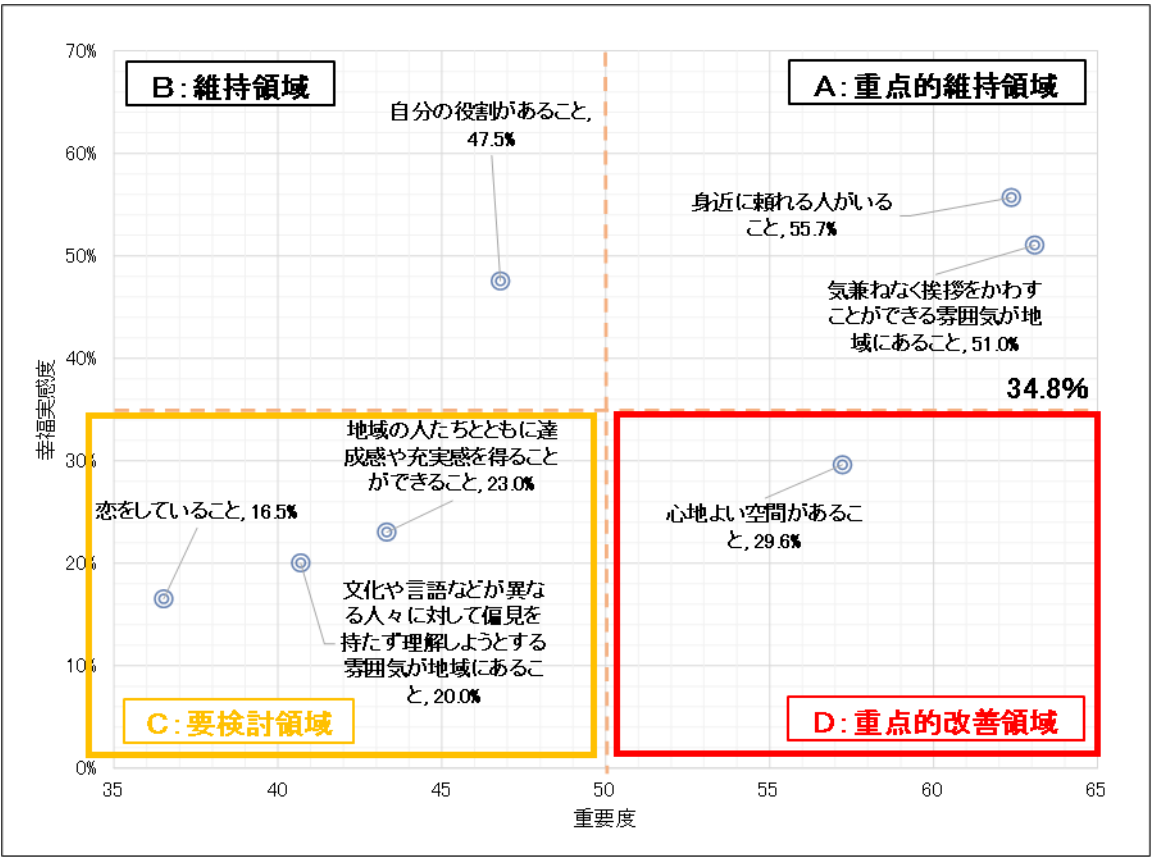 70%
B:維持領域
A:重点的維持領域
自分の役割があること,
47.5%
60%
身近に頼れる人がいる
こと, 55.7%
50%
気兼ねなく挨拶をかわす
ことができる雰囲気が地
域にあること, 51.0%
40%
34.8%
幸福実感度
地域の人たちとともに達
成感や充実感を得ること
ができること, 23.0%
30%
恋をしていること, 16.5%
心地よい空間があるこ
と, 29.6%
20%
文化や言語などが異な
る人々に対して偏見を
持たず理解しようとする
雰囲気が地域にあるこ
と, 20.0%
10%
C:要検討領域
D:重点的改善領域
0%
35 40 45 50 55 60 65
重要度